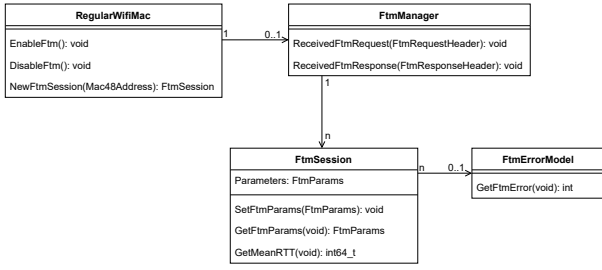 RegularWifiMac
EnableFtm(): void
DisableFtm(): void
NewFtmSession(Mac48Address): FtmSession
1
0..1
FtmManager
ReceivedFtmRequest(FtmRequestHeader): void
ReceivedFtmResponse(FtmResponseHeader): void
1
n
FtmSession
Parameters: FtmParams
SetFtmParams(FtmParams): void
GetFtmParams(void): FtmParams
GetMeanRTT(void): int64_t
n
0..1
FtmErrorModel
GetFtmError(void): int